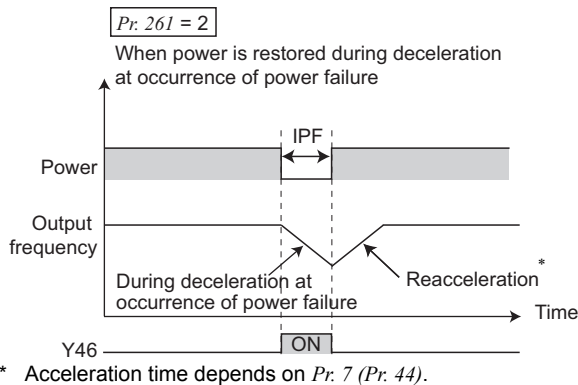 Pr. 261 = 2
When power is restored during deceleration
at occurrence of power failure
IPF
Power
Output
frequency
During deceleration at
occurrence of power failure
Reacceleration*
Time
Y46
ON
* Acceleration time depends on Pr. 7 (Pr. 44).